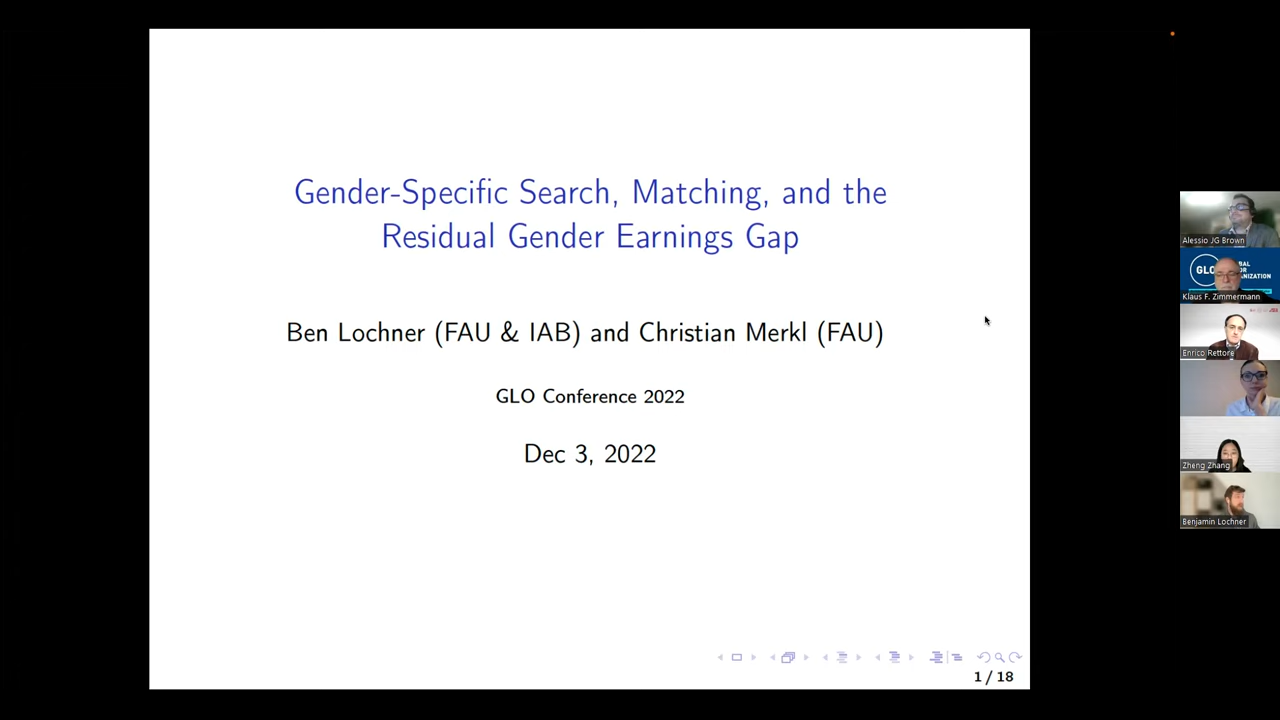 Gender-Specific Search, Matching, and the
Residual Gender Earnings Gap
Ben Lochner (FAU & IAB) and Christian Merkl (FAU)
GLO Conference 2022
Dec 3, 2022
1 / 18
Alessio JG Brown
GLO
Klaus F. Zimmermann
Enrico Rettore
Zheng Zhang
Benjamin Lochner